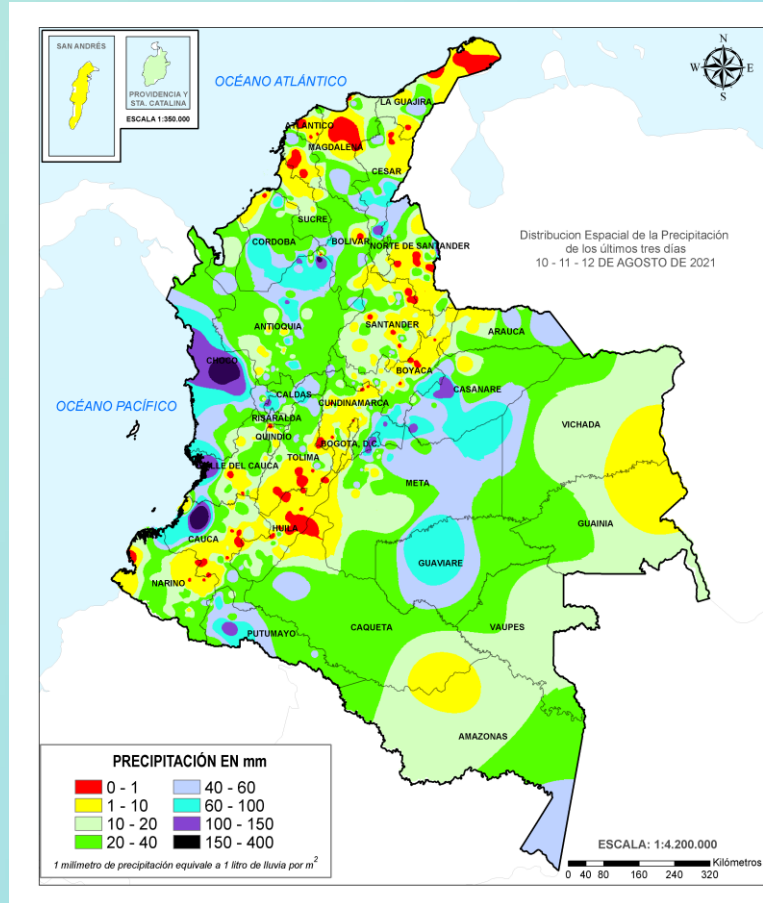 SAN ANDRÉS
PROVIDENCIA Y
STA. CATALINA
ESCALA 1:350.000
OCÉANO ATLÁNTICO
N
W
E
S
LA GUAJIRA
ATLÁNTICO
MAGDALENA
CESAR
SUCRE
CORDOBA
BOLIVAR
NORTE DE SANTANDER
Distribucion Espacial de la Precipitación
de los últimos tres días
10 - 11 - 12 DE AGOSTO DE 2021
ANTIOQUIA
SANTANDER
ARAUCA
CHOCO
BOYACA
CASANARE
CALDAS
CUNDINAMARCA
OCÉANO PACÍFICO
RISARALDA
VICHADA
QUINDIO
BOGOTA, D.C.
TOLIMA
VALLE DEL CAUCA
META
GUAINIA
CAUCA
HUILA
GUAVIARE
NARINO
CAQUETA
VAUPES
PUTUMAYO
AMAZONAS
PRECIPITACIÓN EN mm
0 - 1
40 - 60
1 - 10
60 - 100
10 - 20
100 - 150
20 - 40
150 - 400
1 milímetro de precipitación equivale a 1 litro de lluvia por m²
ESCALA: 1:4.200.000
Kilómetros
0 40 80 160 240 320